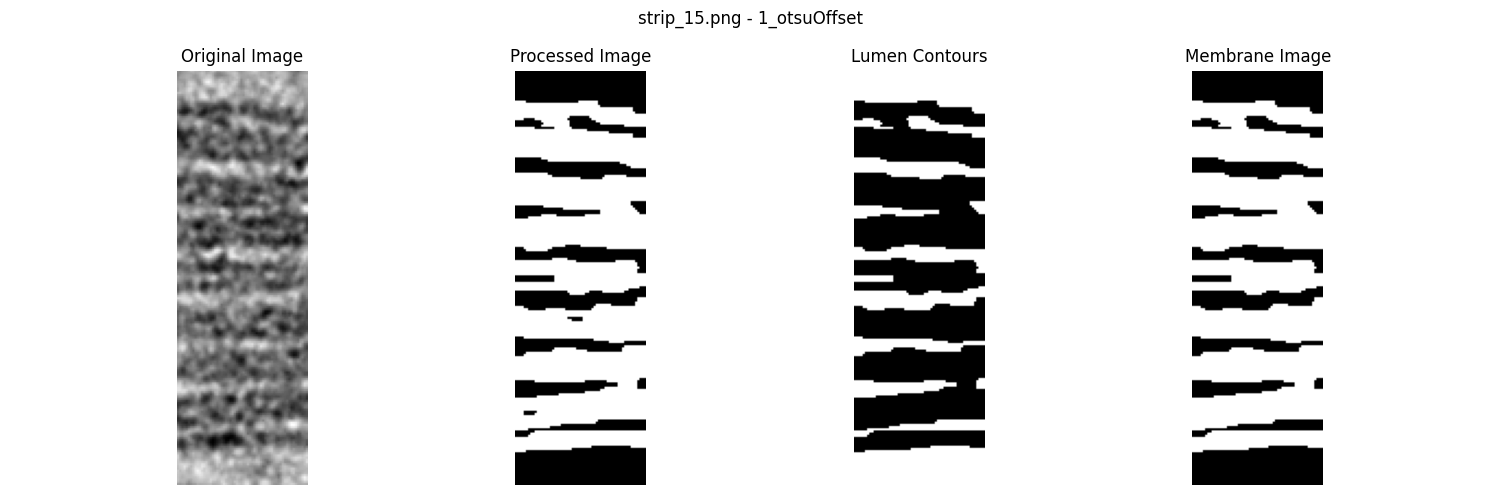 strip_15.png - 1_otsuOffset
Original Image
Processed Image
Lumen Contours
Membrane Image